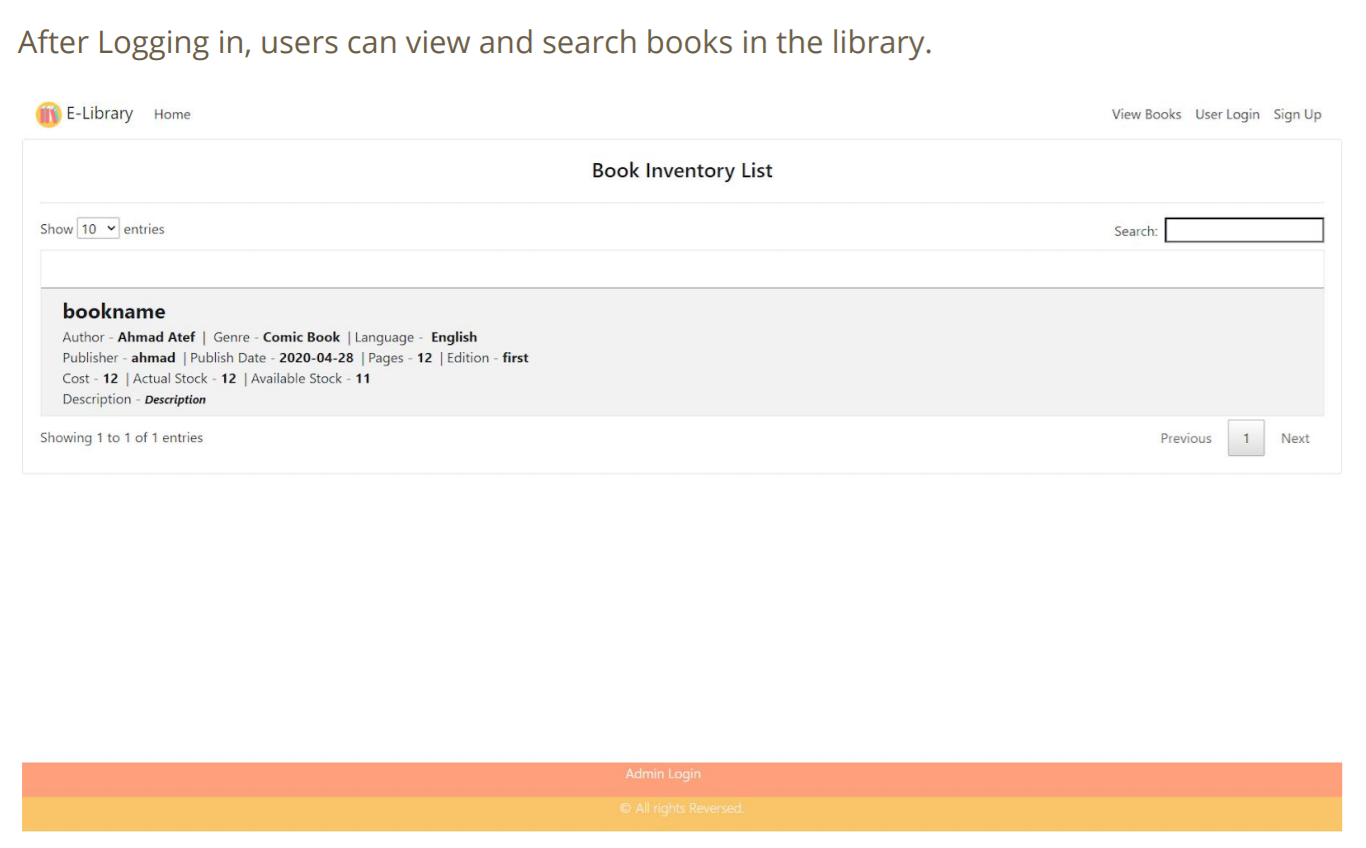 After Logging in, users can view and search books in the library.
E-Library Home View Books User Login Sign Up
Book Inventory List
Show 10 entries Search:
bookname
Author - Ahmad Atef | Genre - Comic Book | Language - English
Publisher - ahmad | Publish Date - 2020-04-28 | Pages - 12 | Edition - first
Cost - 12 | Actual Stock - 12 | Available Stock - 11
Description - Description
Showing 1 to 1 of 1 entries Previous 1 Next
Admin Login
© All rights Reversed.